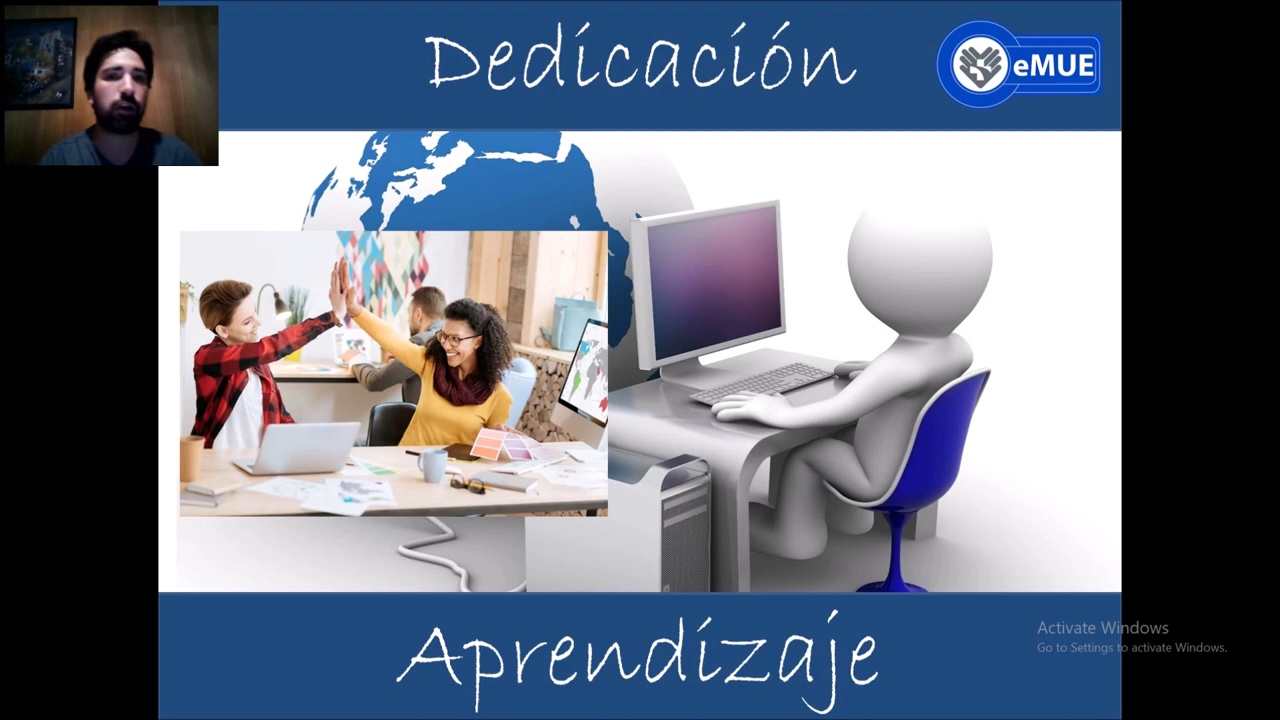 Dedicación
eMUE
Aprendizaje
Activate Windows
Go to Settings to activate Windows.